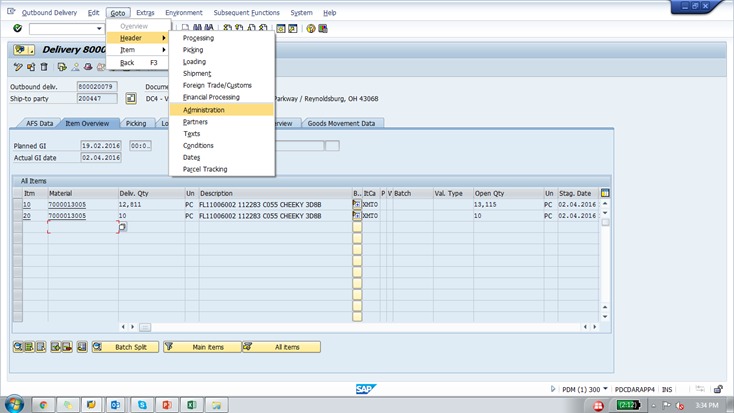 Outbound Delivery Edit Goto Extras Environment Subsequent Functions System Help
Overview
Header
Item
Back F3
Processing
Picking
Loading
Shipment
Foreign Trade/Customs
Financial Processing
Administration
Partners
Texts
Conditions
Dates
Parcel Tracking
Delivery 8000
Outbound deliv. 800020079 Docume
Ship-to party 200447 DC4 - V Parkway / Reynoldsburg, OH 43068
AFS Data Item Overview Picking Lo erview Goods Movement Data
Planned GI 19.02.2016 00:0..
Actual GI date 02.04.2016
All Items
Itm Material Deliv. Qty Un Description B.. ItCa P V Batch Val. Type Open Qty Un Stag. Date
10 7000013005 12,811 PC FL11006002 112283 C055 CHEEKY 3D8B XHT0 13,115 PC 02.04.2016
20 7000013005 10 PC FL11006002 112283 C055 CHEEKY 3D8B XHT0 10 PC 02.04.2016
Batch Split Main items All items
SAP
PDM (1) 300 PDCDARAPP4 INS
(2:12) 3:34 PM